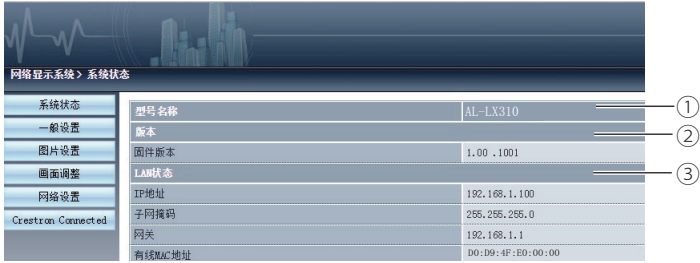 网络显示系统> 系统状态
系统状态
一般设置
图片设置
画面调整
网络设置
Crestron Connected
型号名称 AL-LX310 ①
版本 ②
固件版本 1.00 .1001
LAN状态 ③
IP地址 192.168.1.100
子网掩码 255.255.255.0
网关 192.168.1.1
有线MAC地址 D0:D9:4F:E0:00:00